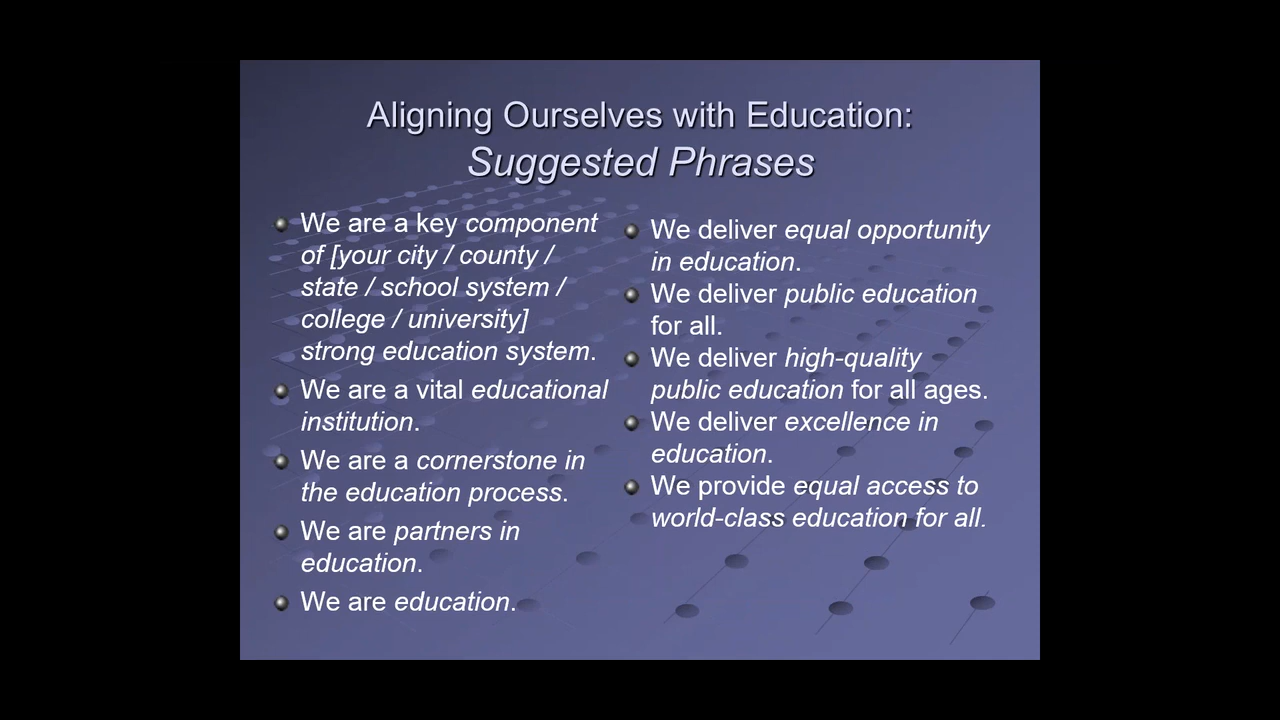 Aligning Ourselves with Education:
Suggested Phrases
We are a key component
of [your city / county /
state / school system /
college / university]
strong education system.
We are a vital educational
institution.
We are a cornerstone in
the education process.
We are partners in
education.
We are education.
We deliver equal opportunity
in education.
We deliver public education
for all.
We deliver high-quality
public education for all ages.
We deliver excellence in
education.
We provide equal access to
world-class education for all.